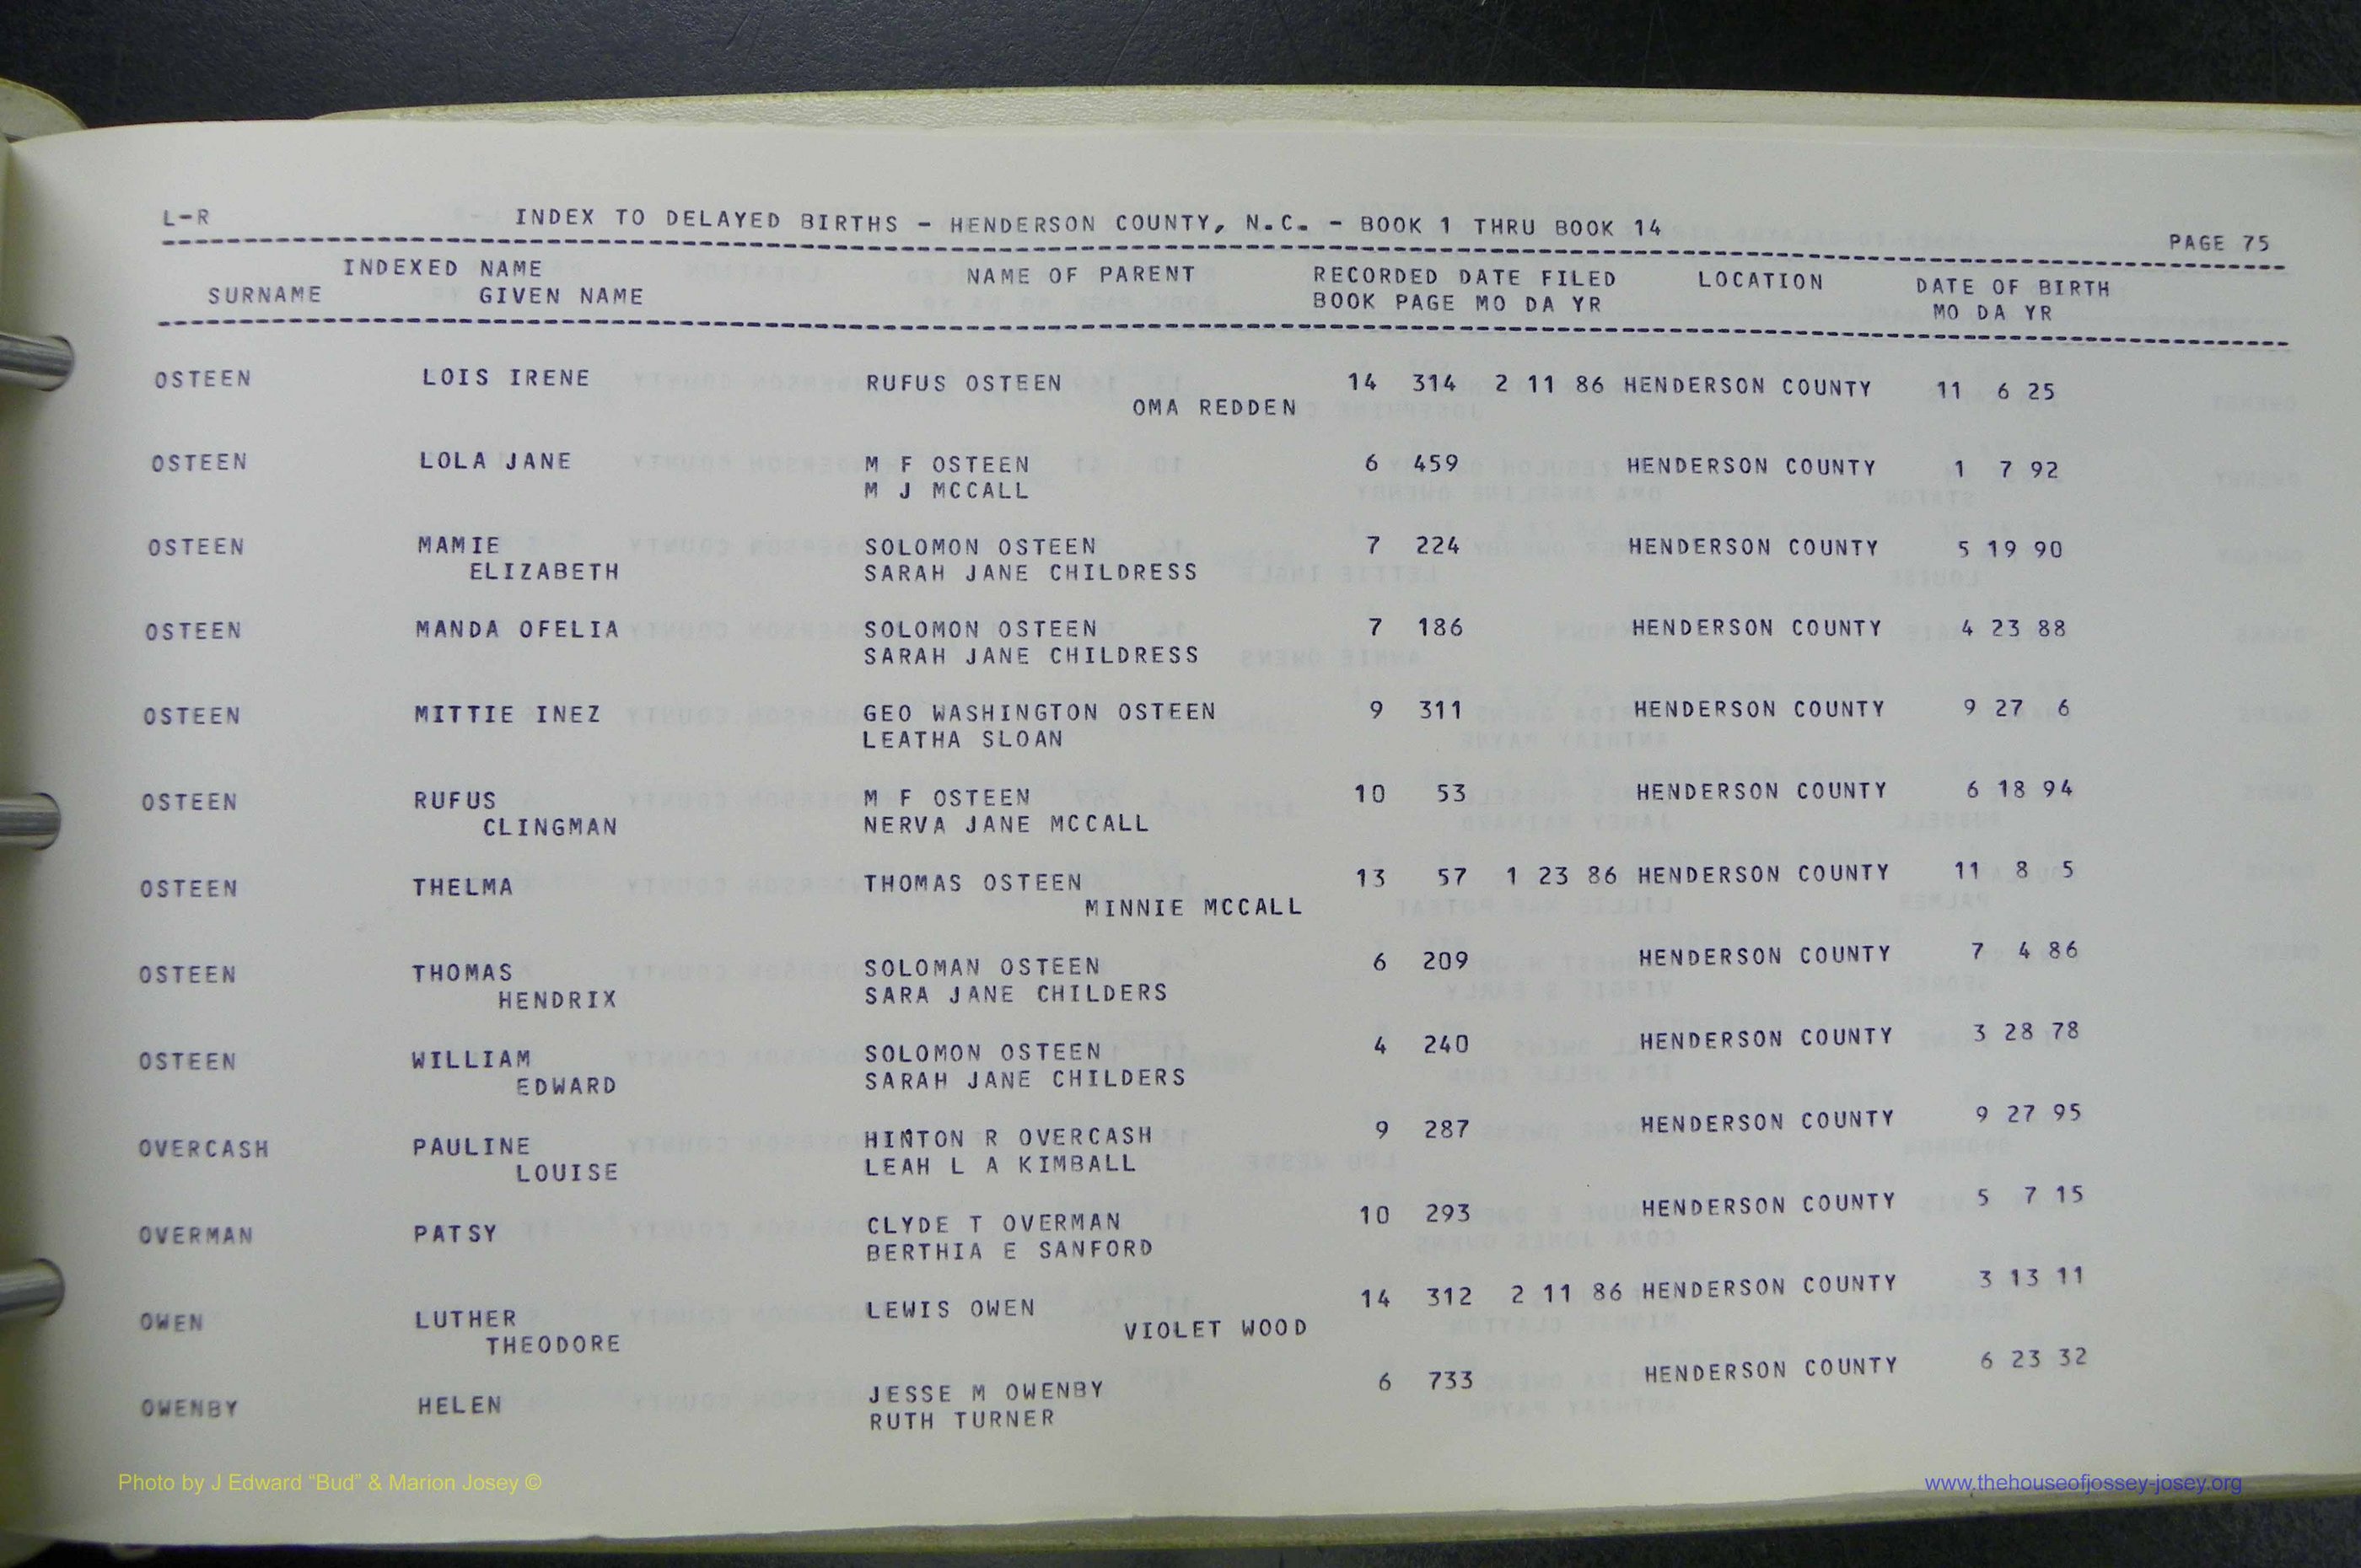 L-R INDEX TO DELAYED BIRTHS - HENDERSON COUNTY, N.C. - BOOK 1 THRU BOOK 14 PAGE 75
INDEXED NAME NAME OF PARENT RECORDED DATE FILED LOCATION DATE OF BIRTH
SURNAME GIVEN NAME BOOK PAGE MO DA YR MO DA YR
OSTEEN LOIS IRENE RUFUS OSTEEN 14 314 2 11 86 HENDERSON COUNTY 11 6 25
OMA REDDEN
OSTEEN LOLA JANE M F OSTEEN 6 459 HENDERSON COUNTY 1 7 92
M J MCCALL
OSTEEN MAMIE SOLOMON OSTEEN 7 224 HENDERSON COUNTY 5 19 90
ELIZABETH SARAH JANE CHILDRESS
OSTEEN MANDA OFELIA SOLOMON OSTEEN 7 186 HENDERSON COUNTY 4 23 88
SARAH JANE CHILDRESS
OSTEEN MITTIE INEZ GEO WASHINGTON OSTEEN 9 311 HENDERSON COUNTY 9 27 6
LEATHA SLOAN
OSTEEN RUFUS M F OSTEEN 10 53 HENDERSON COUNTY 6 18 94
CLINGMAN NERVA JANE MCCALL
OSTEEN THELMA THOMAS OSTEEN 13 57 1 23 86 HENDERSON COUNTY 11 8 5
MINNIE MCCALL
OSTEEN THOMAS SOLOMAN OSTEEN 6 209 HENDERSON COUNTY 7 4 86
HENDRIX SARA JANE CHILDERS
OSTEEN WILLIAM SOLOMON OSTEEN 4 240 HENDERSON COUNTY 3 28 78
EDWARD SARAH JANE CHILDERS
OVERCASH PAULINE HINTON R OVERCASH 9 287 HENDERSON COUNTY 9 27 95
LOUISE LEAH L A KIMBALL
OVERMAN PATSY CLYDE T OVERMAN 10 293 HENDERSON COUNTY 5 7 15
BERTHIA E SANFORD
OWEN LUTHER LEWIS OWEN 14 312 2 11 86 HENDERSON COUNTY 3 13 11
THEODORE VIOLET WOOD
OWENBY HELEN JESSE M OWENBY 6 733 HENDERSON COUNTY 6 23 32
RUTH TURNER
Photo by J Edward “Bud” & Marion Josey © www.thehouseofjossey-josey.org